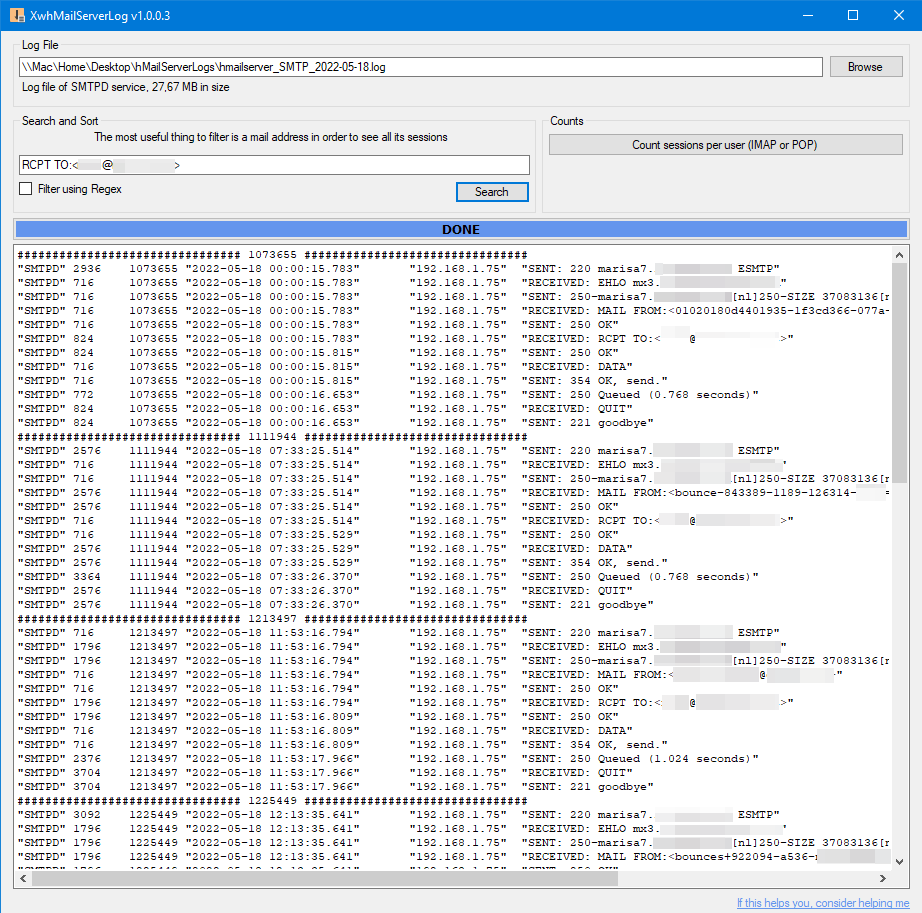 XwhMailServerLog v1.0.0.3
Log File
\\Mac\Home\Desktop\hMailServerLogs\hmailserver_SMTP_2022-05-18.log
Browse
Log file of SMTPD service, 27,67 MB in size
Search and Sort
The most useful thing to filter is a mail address in order to see all its sessions
RCPT TO:< @ >
Filter using Regex
Search
Counts
Count sessions per user (IMAP or POP)
DONE
############################# 1073655 #############################
"SMTPD" 2936 1073655 "2022-05-18 00:00:15.783" "192.168.1.75" "SENT: 220 marisa7. ESMTP"
"SMTPD" 716 1073655 "2022-05-18 00:00:15.783" "192.168.1.75" "RECEIVED: EHLO mx3. "
"SMTPD" 716 1073655 "2022-05-18 00:00:15.783" "192.168.1.75" "SENT: 250-marisa7. [nl]250-SIZE 37083136[n
"SMTPD" 716 1073655 "2022-05-18 00:00:15.783" "192.168.1.75" "RECEIVED: MAIL FROM:<01020180d4401935-1f3cd366-077a-
"SMTPD" 716 1073655 "2022-05-18 00:00:15.783" "192.168.1.75" "SENT: 250 OK"
"SMTPD" 824 1073655 "2022-05-18 00:00:15.783" "192.168.1.75" "RECEIVED: RCPT TO:< @ >"
"SMTPD" 824 1073655 "2022-05-18 00:00:15.815" "192.168.1.75" "SENT: 250 OK"
"SMTPD" 716 1073655 "2022-05-18 00:00:15.815" "192.168.1.75" "RECEIVED: DATA"
"SMTPD" 716 1073655 "2022-05-18 00:00:15.815" "192.168.1.75" "SENT: 354 OK, send."
"SMTPD" 772 1073655 "2022-05-18 00:00:16.653" "192.168.1.75" "SENT: 250 Queued (0.768 seconds)"
"SMTPD" 824 1073655 "2022-05-18 00:00:16.653" "192.168.1.75" "RECEIVED: QUIT"
"SMTPD" 824 1073655 "2022-05-18 00:00:16.653" "192.168.1.75" "SENT: 221 goodbye"
############################# 1111944 #############################
"SMTPD" 2576 1111944 "2022-05-18 07:33:25.514" "192.168.1.75" "SENT: 220 marisa7. ESMTP"
"SMTPD" 716 1111944 "2022-05-18 07:33:25.514" "192.168.1.75" "RECEIVED: EHLO mx3. "
"SMTPD" 716 1111944 "2022-05-18 07:33:25.514" "192.168.1.75" "SENT: 250-marisa7. [nl]250-SIZE 37083136[n
"SMTPD" 2576 1111944 "2022-05-18 07:33:25.514" "192.168.1.75" "RECEIVED: MAIL FROM:<bounce-843389-1189-126314- =
"SMTPD" 2576 1111944 "2022-05-18 07:33:25.514" "192.168.1.75" "SENT: 250 OK"
"SMTPD" 716 1111944 "2022-05-18 07:33:25.514" "192.168.1.75" "RECEIVED: RCPT TO:< @ >"
"SMTPD" 716 1111944 "2022-05-18 07:33:25.529" "192.168.1.75" "SENT: 250 OK"
"SMTPD" 2576 1111944 "2022-05-18 07:33:25.529" "192.168.1.75" "RECEIVED: DATA"
"SMTPD" 2576 1111944 "2022-05-18 07:33:25.529" "192.168.1.75" "SENT: 354 OK, send."
"SMTPD" 3364 1111944 "2022-05-18 07:33:26.370" "192.168.1.75" "SENT: 250 Queued (0.768 seconds)"
"SMTPD" 2576 1111944 "2022-05-18 07:33:26.370" "192.168.1.75" "RECEIVED: QUIT"
"SMTPD" 2576 1111944 "2022-05-18 07:33:26.370" "192.168.1.75" "SENT: 221 goodbye"
############################# 1213497 #############################
"SMTPD" 716 1213497 "2022-05-18 11:53:16.794" "192.168.1.75" "SENT: 220 marisa7. ESMTP"
"SMTPD" 1796 1213497 "2022-05-18 11:53:16.794" "192.168.1.75" "RECEIVED: EHLO mx3. "
"SMTPD" 1796 1213497 "2022-05-18 11:53:16.794" "192.168.1.75" "SENT: 250-marisa7. [nl]250-SIZE 37083136[n
"SMTPD" 716 1213497 "2022-05-18 11:53:16.794" "192.168.1.75" "RECEIVED: MAIL FROM:< @ "
"SMTPD" 716 1213497 "2022-05-18 11:53:16.794" "192.168.1.75" "SENT: 250 OK"
"SMTPD" 1796 1213497 "2022-05-18 11:53:16.794" "192.168.1.75" "RECEIVED: RCPT TO:< @ >"
"SMTPD" 1796 1213497 "2022-05-18 11:53:16.809" "192.168.1.75" "SENT: 250 OK"
"SMTPD" 716 1213497 "2022-05-18 11:53:16.809" "192.168.1.75" "RECEIVED: DATA"
"SMTPD" 716 1213497 "2022-05-18 11:53:16.809" "192.168.1.75" "SENT: 354 OK, send."
"SMTPD" 2376 1213497 "2022-05-18 11:53:17.966" "192.168.1.75" "SENT: 250 Queued (1.024 seconds)"
"SMTPD" 3704 1213497 "2022-05-18 11:53:17.966" "192.168.1.75" "RECEIVED: QUIT"
"SMTPD" 3704 1213497 "2022-05-18 11:53:17.966" "192.168.1.75" "SENT: 221 goodbye"
############################# 1225449 #############################
"SMTPD" 3092 1225449 "2022-05-18 12:13:35.641" "192.168.1.75" "SENT: 220 marisa7. ESMTP"
"SMTPD" 1796 1225449 "2022-05-18 12:13:35.641" "192.168.1.75" "RECEIVED: EHLO mx3. "
"SMTPD" 1796 1225449 "2022-05-18 12:13:35.641" "192.168.1.75" "SENT: 250-marisa7. [nl]250-SIZE 37083136[n
"SMTPD" 1796 1225449 "2022-05-18 12:13:35.641" "192.168.1.75" "RECEIVED: MAIL FROM:<bounces+922094-a536-
If this helps you, consider helping me